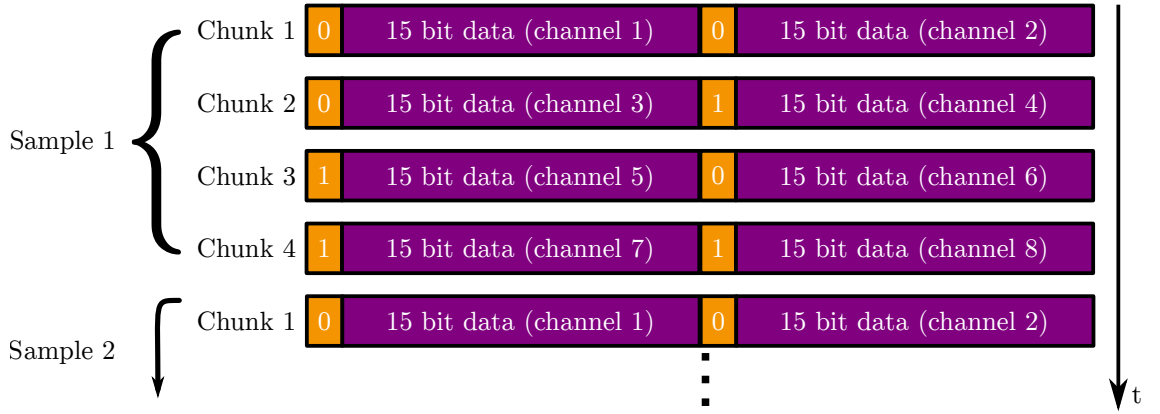 Chunk 1 0 15 bit data (channel 1) 0 15 bit data (channel 2)
Chunk 2 0 15 bit data (channel 3) 1 15 bit data (channel 4)
Sample 1
Chunk 3 1 15 bit data (channel 5) 0 15 bit data (channel 6)
Chunk 4 1 15 bit data (channel 7) 1 15 bit data (channel 8)
Chunk 1 0 15 bit data (channel 1) 0 15 bit data (channel 2)
Sample 2
t